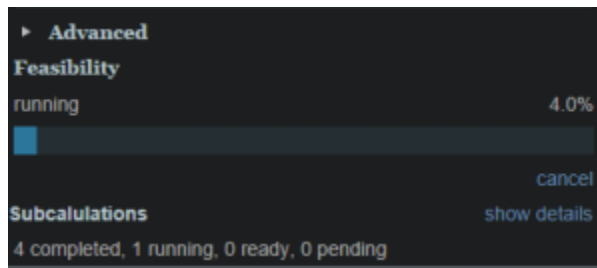 Advanced
Feasibility
running 4.0%
cancel
Subcalulations show details
4 completed, 1 running, 0 ready, 0 pending